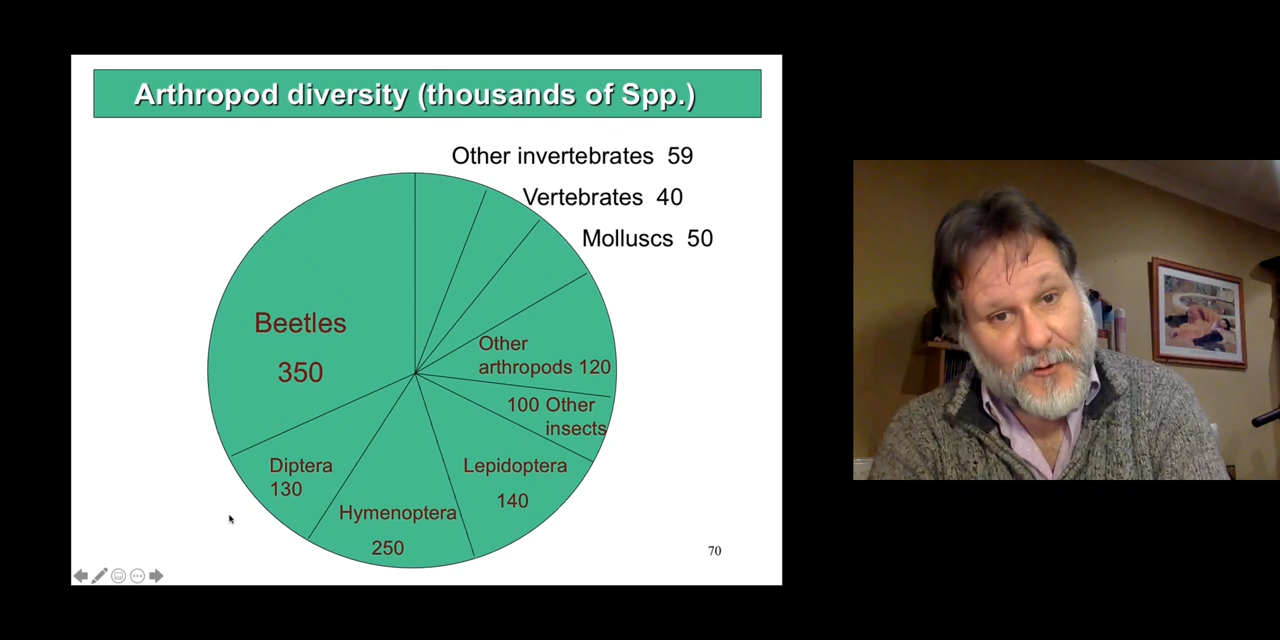 Arthropod diversity (thousands of Spp.)
Other invertebrates 59
Vertebrates 40
Molluscs 50
Other
arthropods 120
100 Other
insects
Lepidoptera
140
Hymenoptera
250
Diptera
130
Beetles
350
70